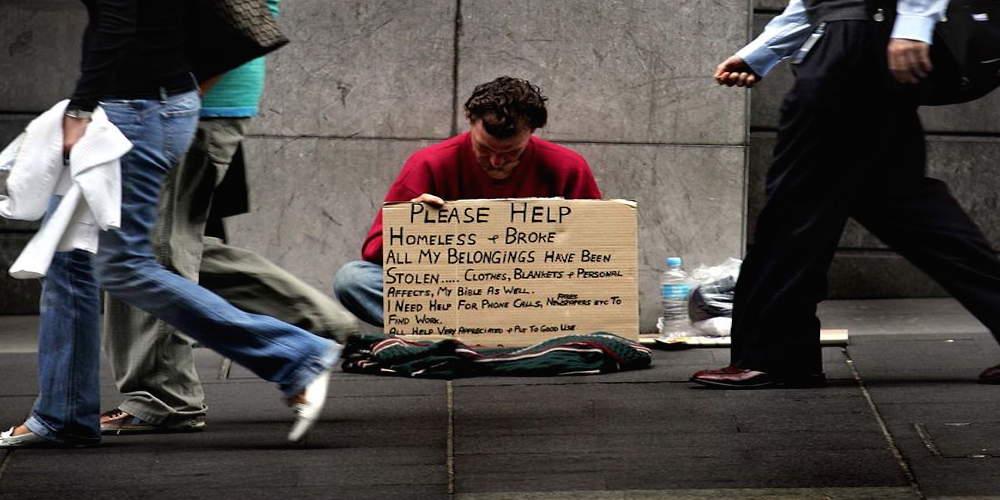 PLEASE HELP
HOMELESS + BROKE
ALL MY BELONGINGS HAVE BEEN
STOLEN..... CLOTHES, BLANKETS + PERSONAL
AFFECTS, MY BIBLE AS WELL.
I NEED HELP FOR PHONE CALLS, NEWSPAPERS ETC TO
FIND WORK.
ALL HELP VERY APPRECIATED + PUT TO GOOD USE